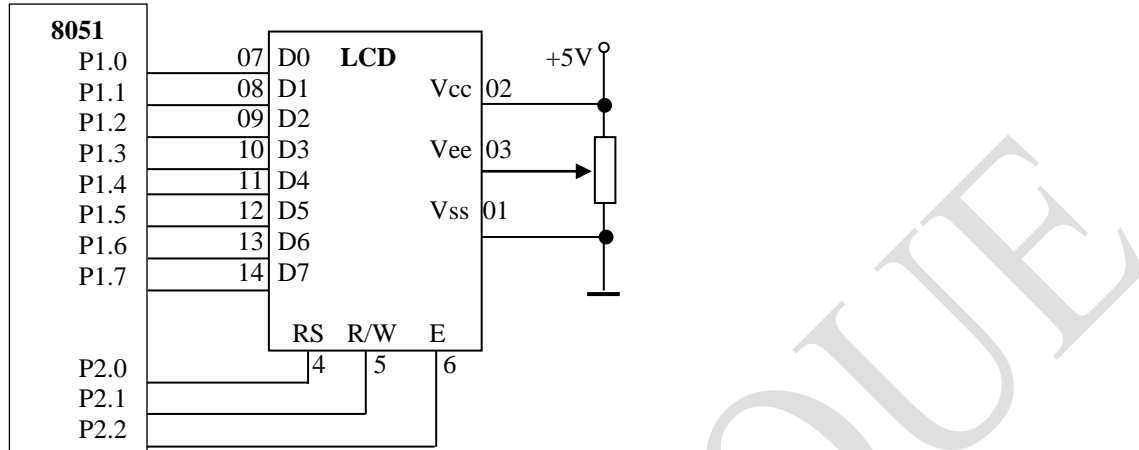 8051
P1.0 07 D0 LCD +5V
P1.1 08 D1 Vcc 02
P1.2 09 D2
P1.3 10 D3 Vee 03
P1.4 11 D4
P1.5 12 D5 Vss 01
P1.6 13 D6
P1.7 14 D7
RS R/W E
P2.0 4 5 6
P2.1
P2.2
QUE